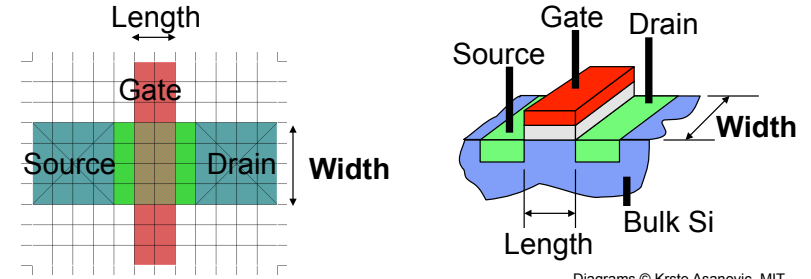 Length
Gate
Source
Drain
Width
Gate
Drain
Source
Width
Bulk Si
Length
Diagrams © Krste Asanovic, MIT